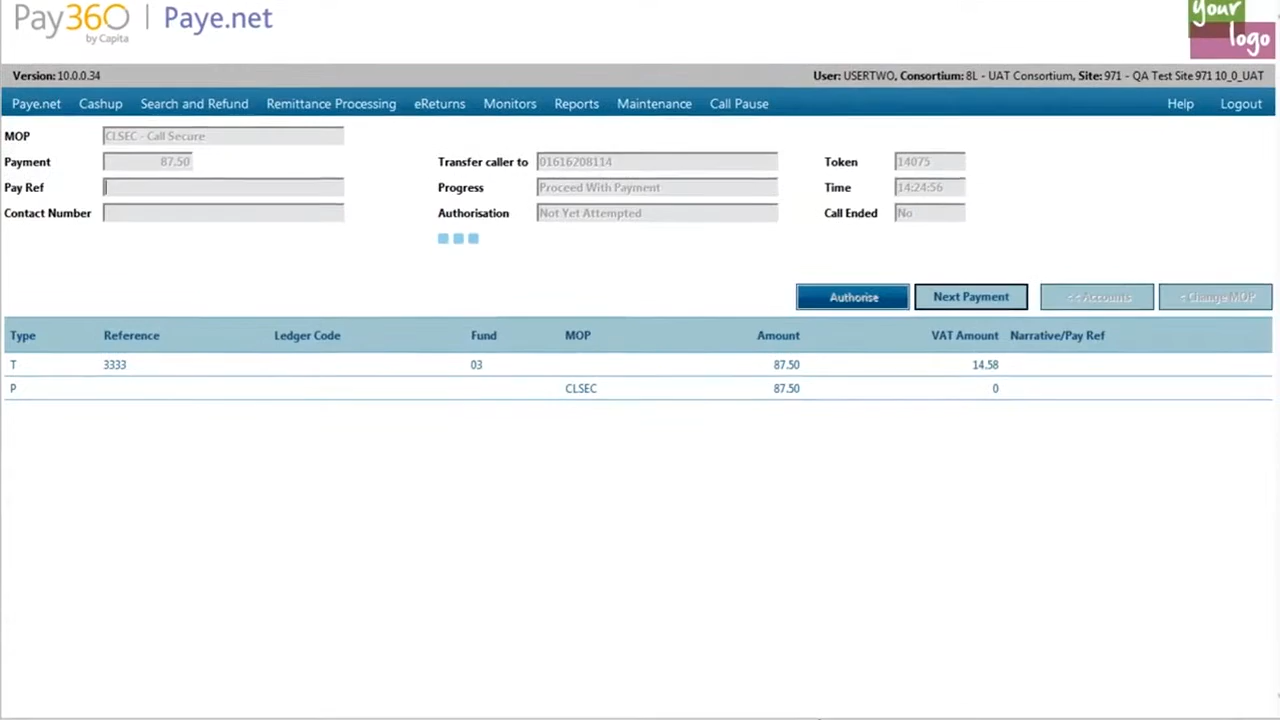 Pay360 | Paye.net
by Capita
your
logo
Version: 10.0.0.34 User: USERTWO, Consortium: 8L - UAT Consortium, Site: 971 - QA Test Site 971 10_0_UAT
Paye.net Cashup Search and Refund Remittance Processing eReturns Monitors Reports Maintenance Call Pause Help Logout
MOP CLSEC - Call Secure
Payment 87.50 Transfer caller to 01616208114 Token 14075
Pay Ref Progress Proceed With Payment Time 14:24:56
Contact Number Authorisation Not Yet Attempted Call Ended No
Authorise Next Payment << Accounts < Change MOP
Type Reference Ledger Code Fund MOP Amount VAT Amount Narrative/Pay Ref
T 3333 03 87.50 14.58
P CLSEC 87.50 0